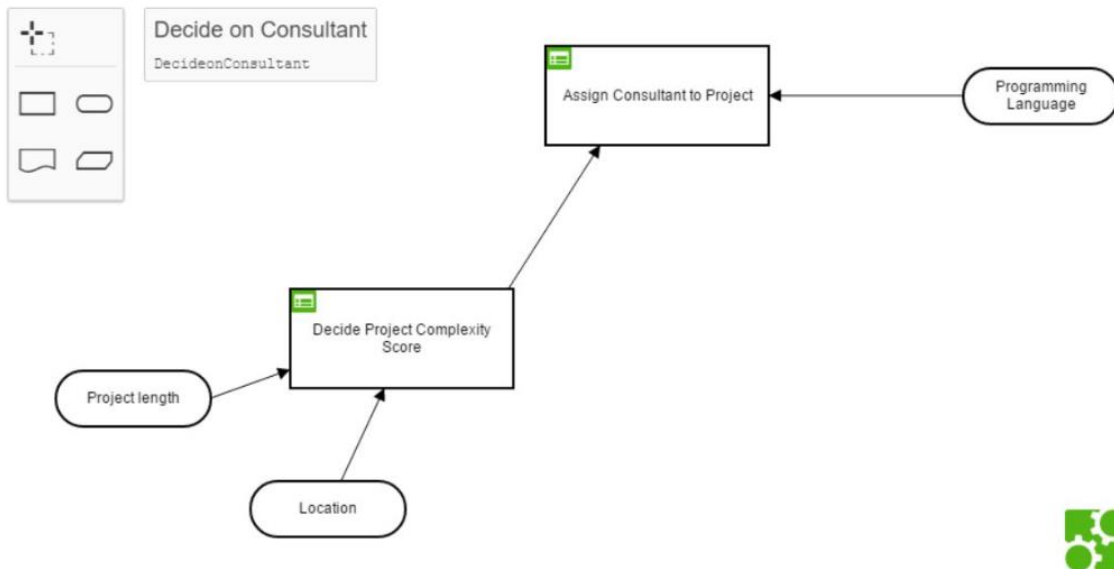 Decide on Consultant
DecideonConsultant
Assign Consultant to Project
Programming
Language
Decide Project Complexity
Score
Project length
Location